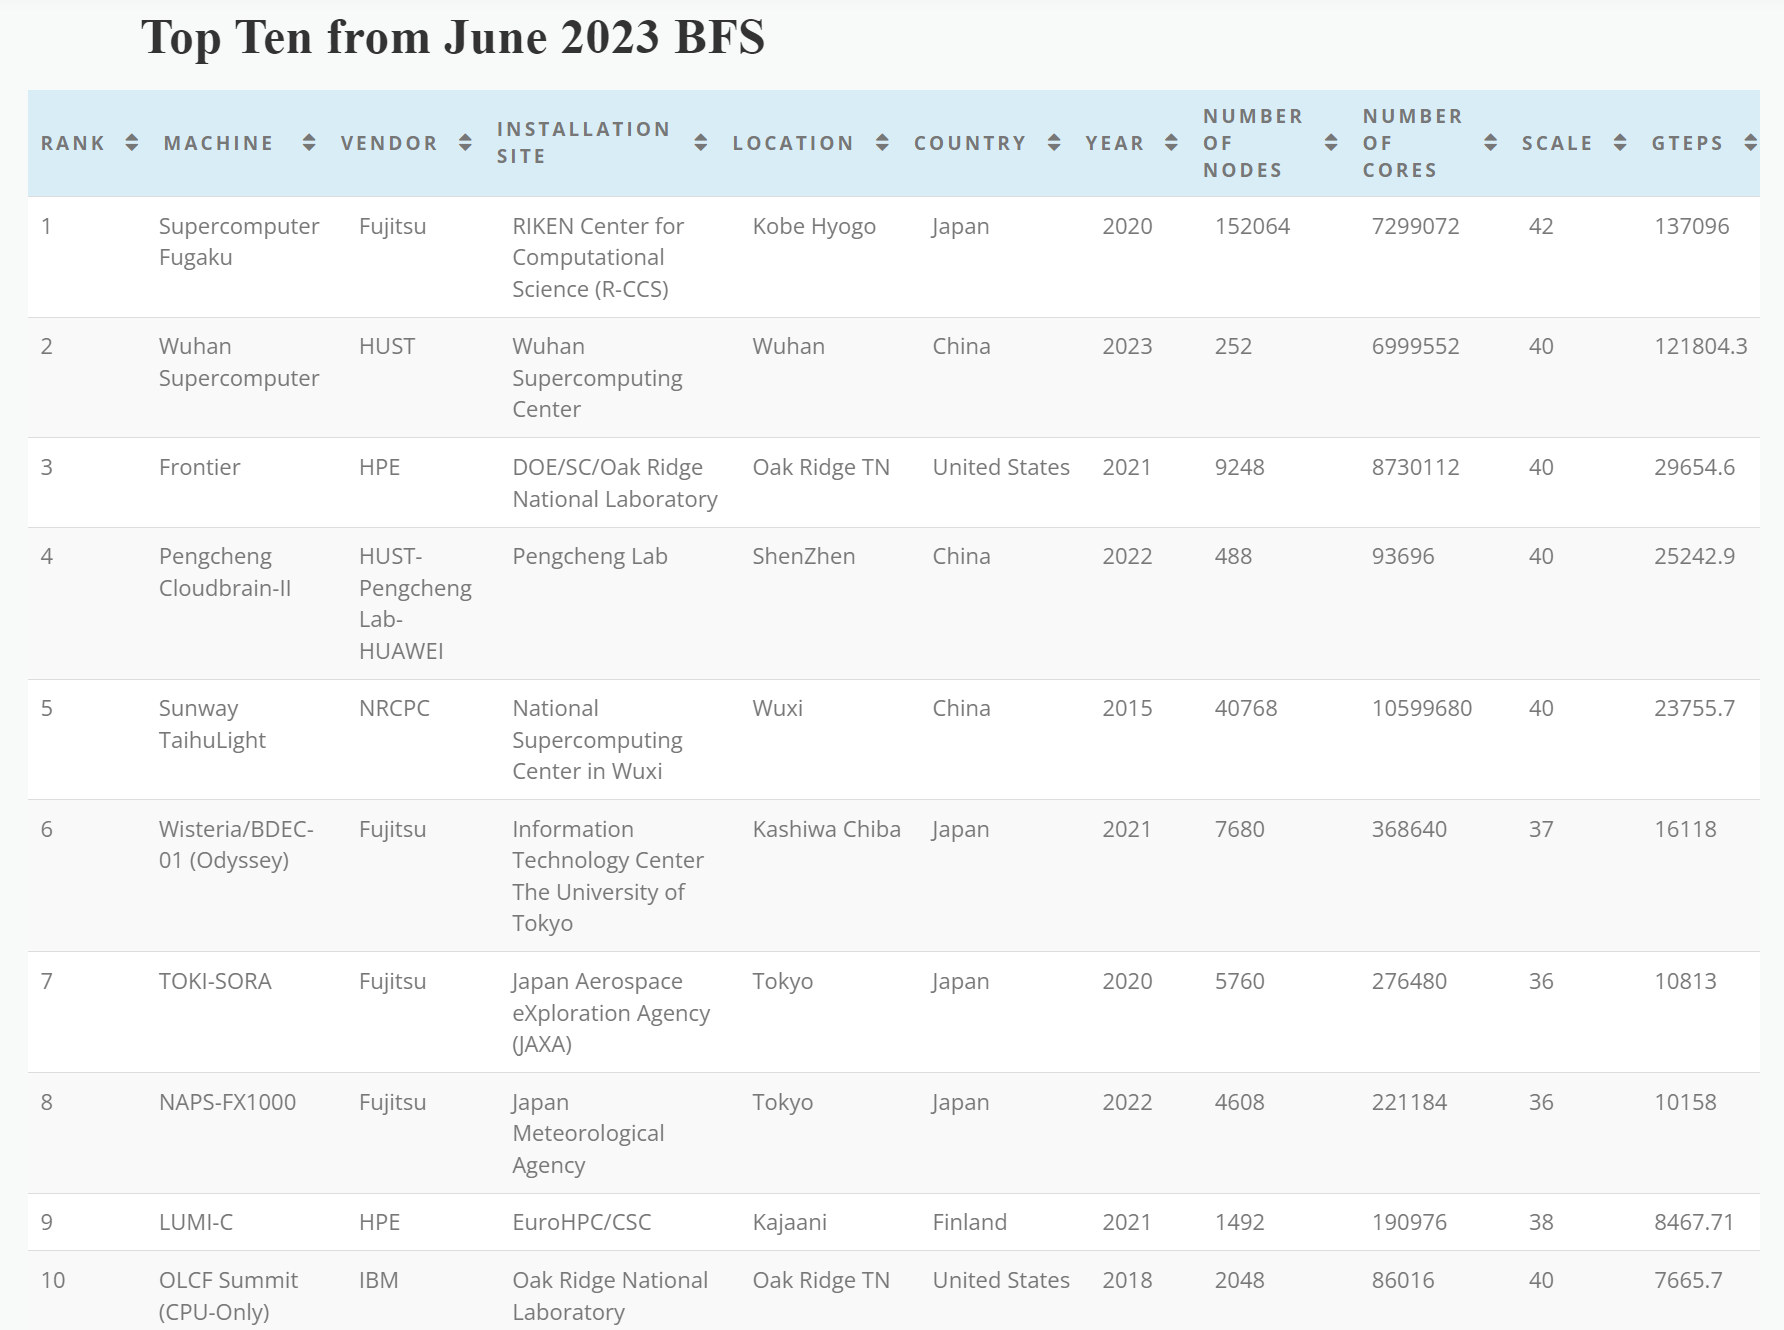 Top Ten from June 2023 BFS
RANK MACHINE VENDOR INSTALLATION SITE LOCATION COUNTRY YEAR NUMBER OF NODES NUMBER OF CORES SCALE GTEPS
1 Supercomputer Fugaku Fujitsu RIKEN Center for Computational Science (R-CCS) Kobe Hyogo Japan 2020 152064 7299072 42 137096
2 Wuhan Supercomputer HUST Wuhan Supercomputing Center Wuhan China 2023 252 6999552 40 121804.3
3 Frontier HPE DOE/SC/Oak Ridge National Laboratory Oak Ridge TN United States 2021 9248 8730112 40 29654.6
4 Pengcheng Cloudbrain-II HUST-Pengcheng Lab-HUAWEI Pengcheng Lab ShenZhen China 2022 488 93696 40 25242.9
5 Sunway TaihuLight NRCPC National Supercomputing Center in Wuxi Wuxi China 2015 40768 10599680 40 23755.7
6 Wisteria/BDEC-01 (Odyssey) Fujitsu Information Technology Center The University of Tokyo Kashiwa Chiba Japan 2021 7680 368640 37 16118
7 TOKI-SORA Fujitsu Japan Aerospace eXploration Agency (JAXA) Tokyo Japan 2020 5760 276480 36 10813
8 NAPS-FX1000 Fujitsu Japan Meteorological Agency Tokyo Japan 2022 4608 221184 36 10158
9 LUMI-C HPE EuroHPC/CSC Kajaani Finland 2021 1492 190976 38 8467.71
10 OLCF Summit (CPU-Only) IBM Oak Ridge National Laboratory Oak Ridge TN United States 2018 2048 86016 40 7665.7